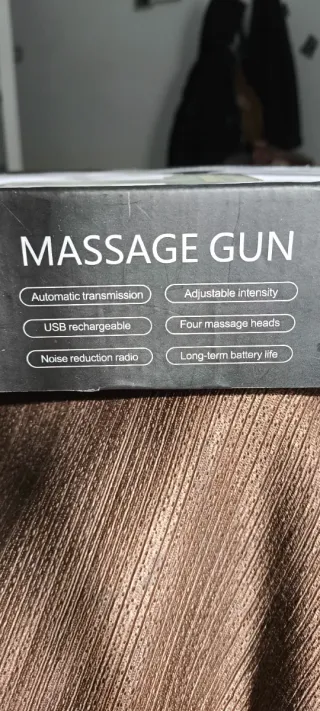 MASSAGE GUN
Automatic transmission
Adjustable intensity
USB rechargeable
Four massage heads
Noise reduction radio
Long-term battery life